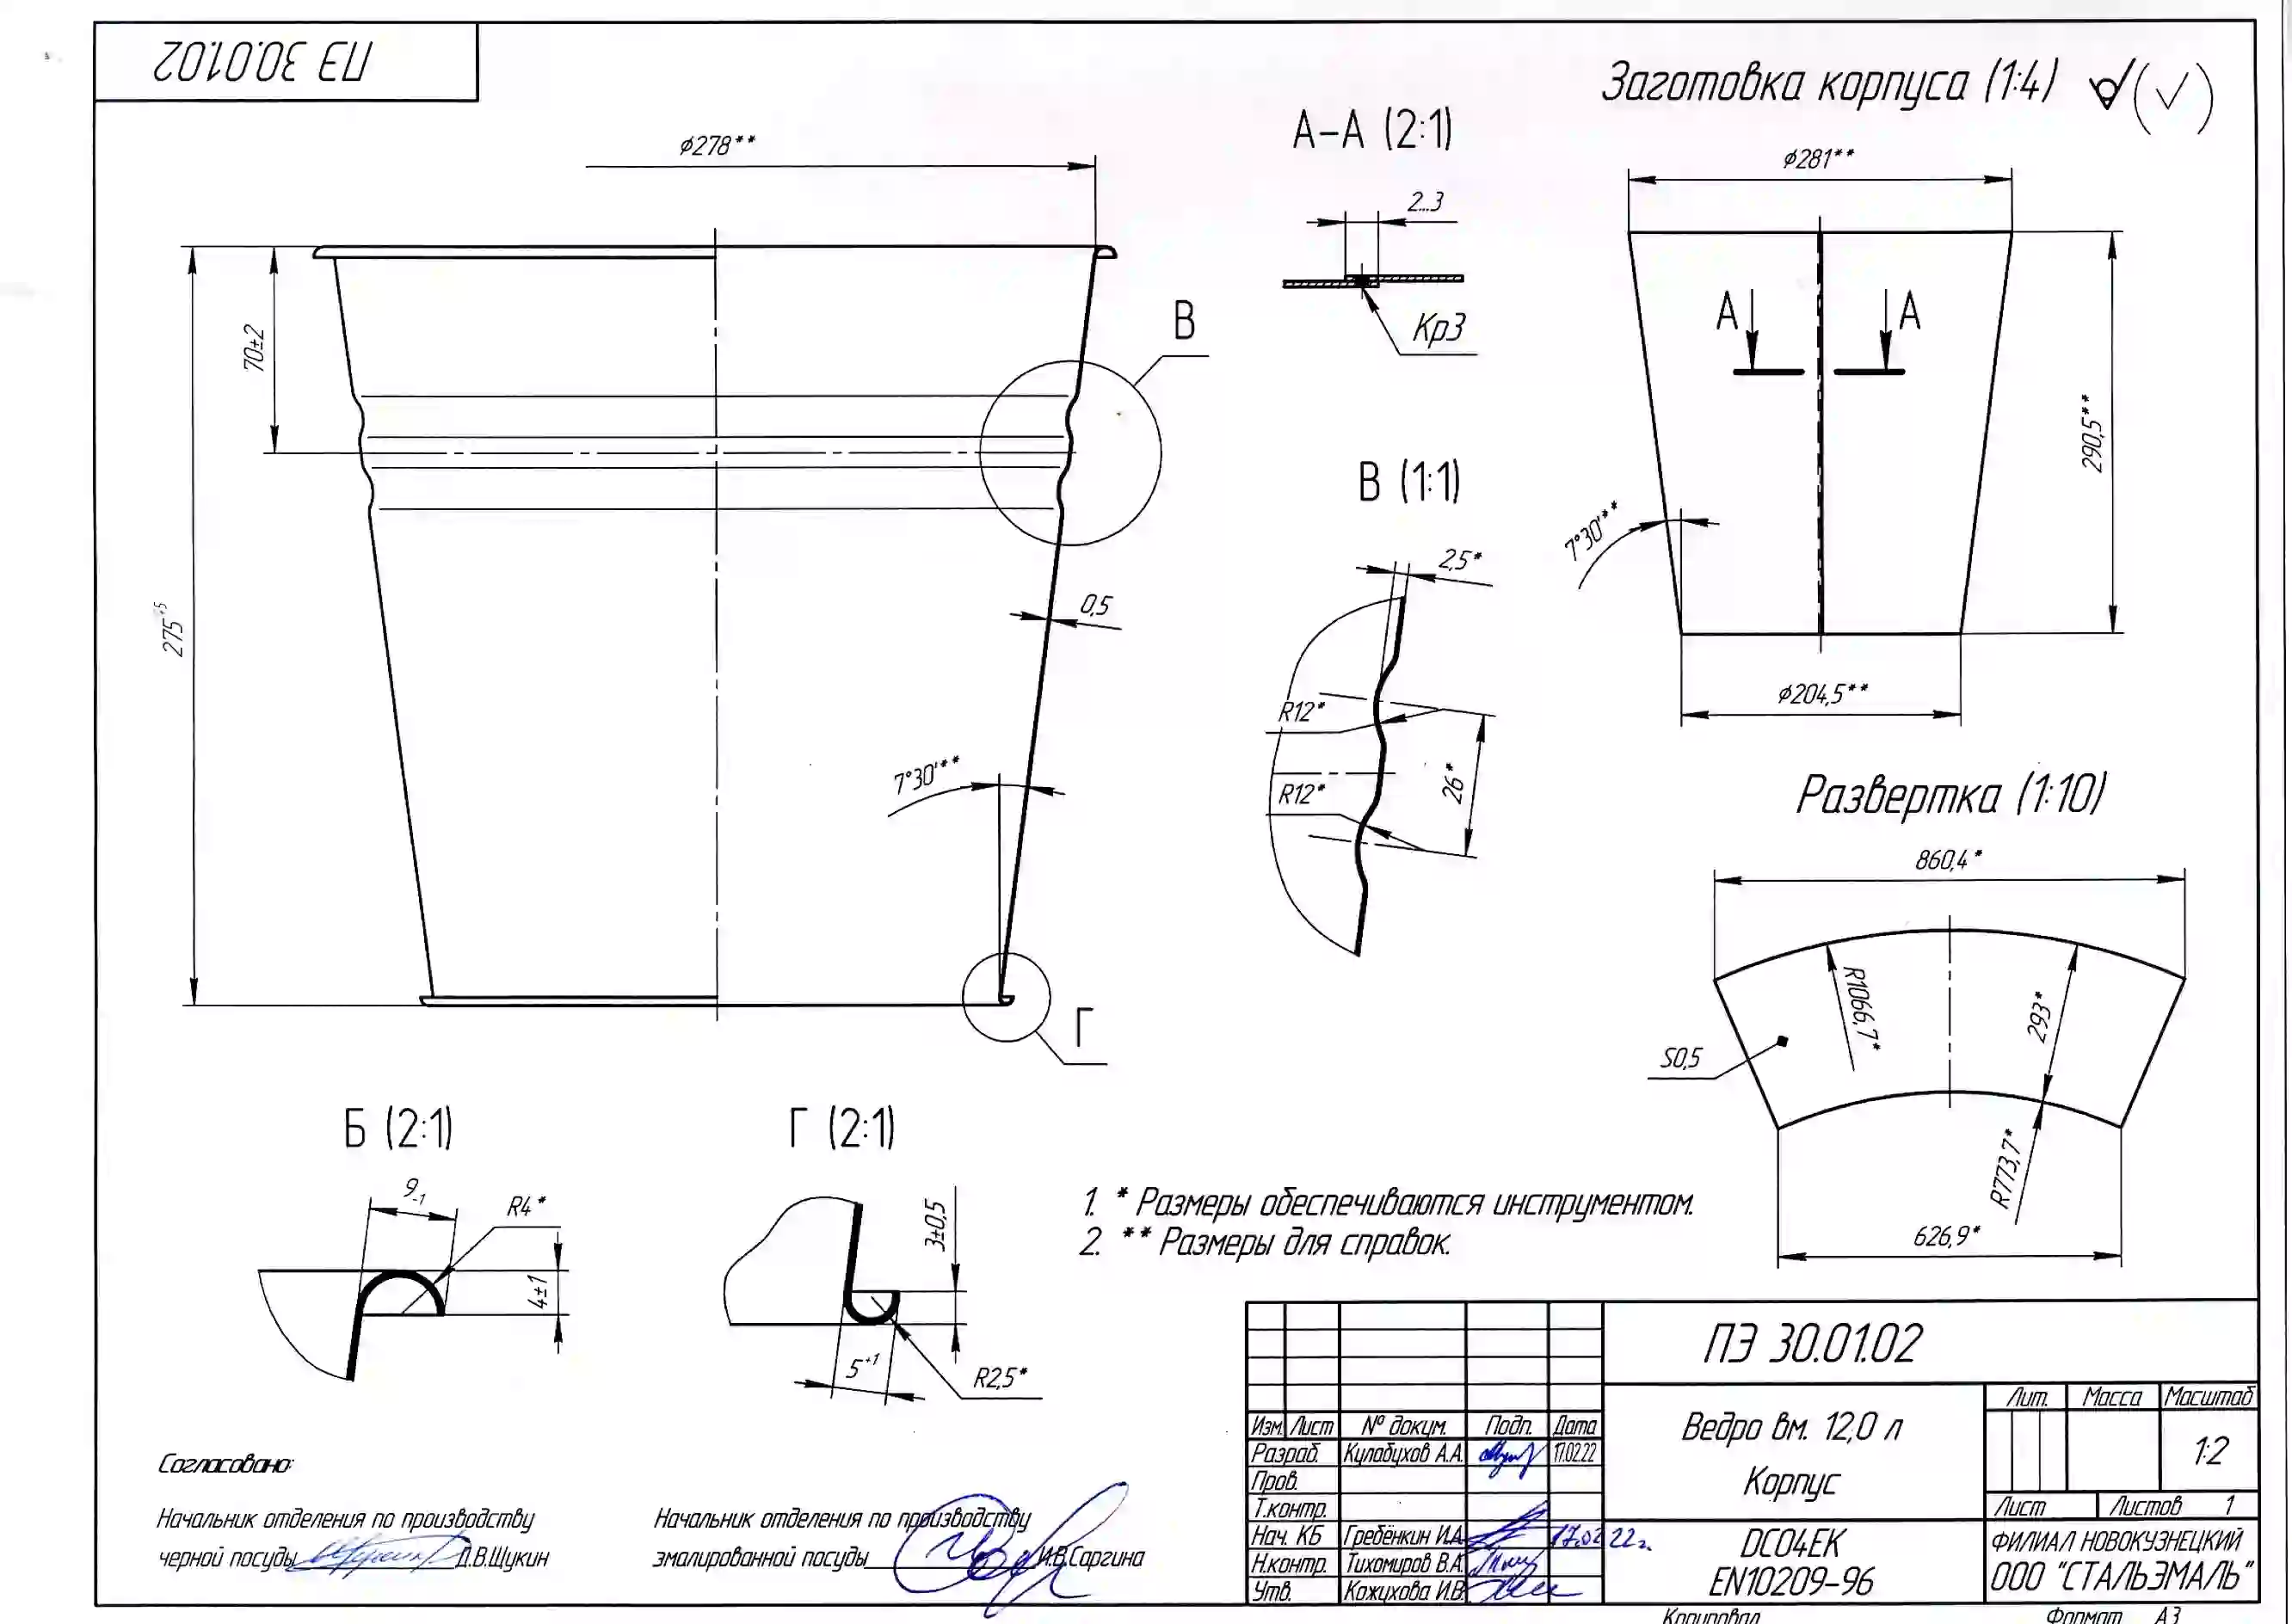 ПЭ 30.01.02
Заготовка корпуса (1:4)
А-А (2:1)
⌀278**
⌀281**
2...3
Кр3
А
А
В
70±2
290,5**
В (1:1)
2,5*
7°30'**
275⁺⁵
0,5
⌀204,5**
R12*
R12*
26*
7°30'**
Развертка (1:10)
860,4*
R1066,7*
293*
S0,5
Г
R773,7*
626,9*
Б (2:1)
Г (2:1)
9₋₁
R4*
4±1
3±0,5
5⁺¹
R2,5*
1. * Размеры обеспечиваются инструментом.
2. ** Размеры для справок.
ПЭ 30.01.02
Лит. Масса Масштаб
Изм. Лист № докум. Подп. Дата
Ведро вм. 12,0 л
Корпус
1:2
Разраб. Кулабухов А.А. 17.02.22
Пров.
Т.контр.
Лист Листов 1
Нач. КБ Гребёнкин И.А. 17.02 22г.
Н.контр. Тихомиров В.А.
Утв. Кожихова И.В.
DC04EK
EN10209-96
ФИЛИАЛ НОВОКУЗНЕЦКИЙ
ООО "СТАЛЬЭМАЛЬ"
Согласовано:
Начальник отделения по производству
черной посуды Д.В.Щукин
Начальник отделения по производству
эмалированной посуды И.В.Саргина
Копировал Формат А3